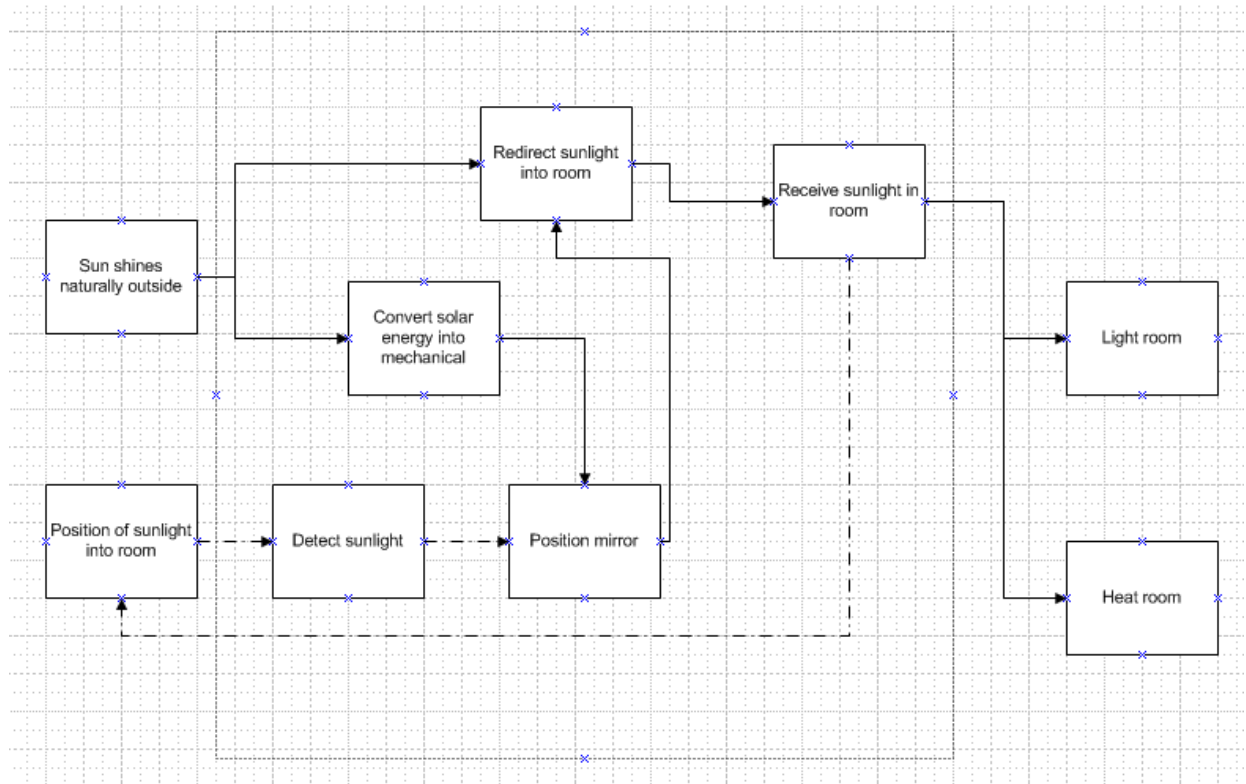 Redirect sunlight
into room
Receive sunlight in
room
Sun shines
naturally outside
Convert solar
energy into
mechanical
Light room
Position of sunlight
into room
Detect sunlight
Position mirror
Heat room